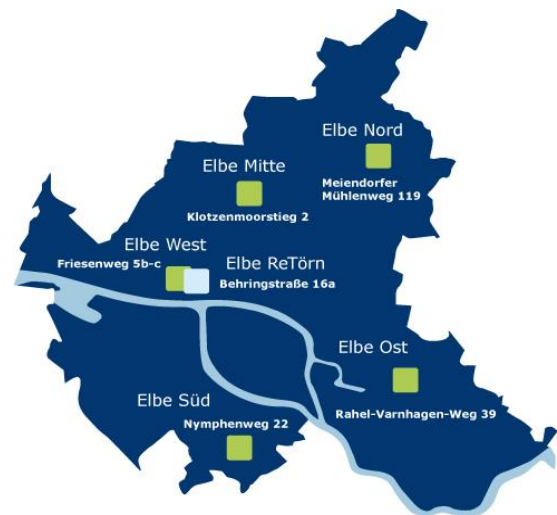 Elbe Nord
Meiendorfer
Mühlenweg 119
Elbe Mitte
Klotzenmoorstieg 2
Elbe West
Friesenweg 5b-c
Elbe ReTörn
Behringstraße 16a
Elbe Ost
Rahel-Varnhagen-Weg 39
Elbe Süd
Nymphenweg 22